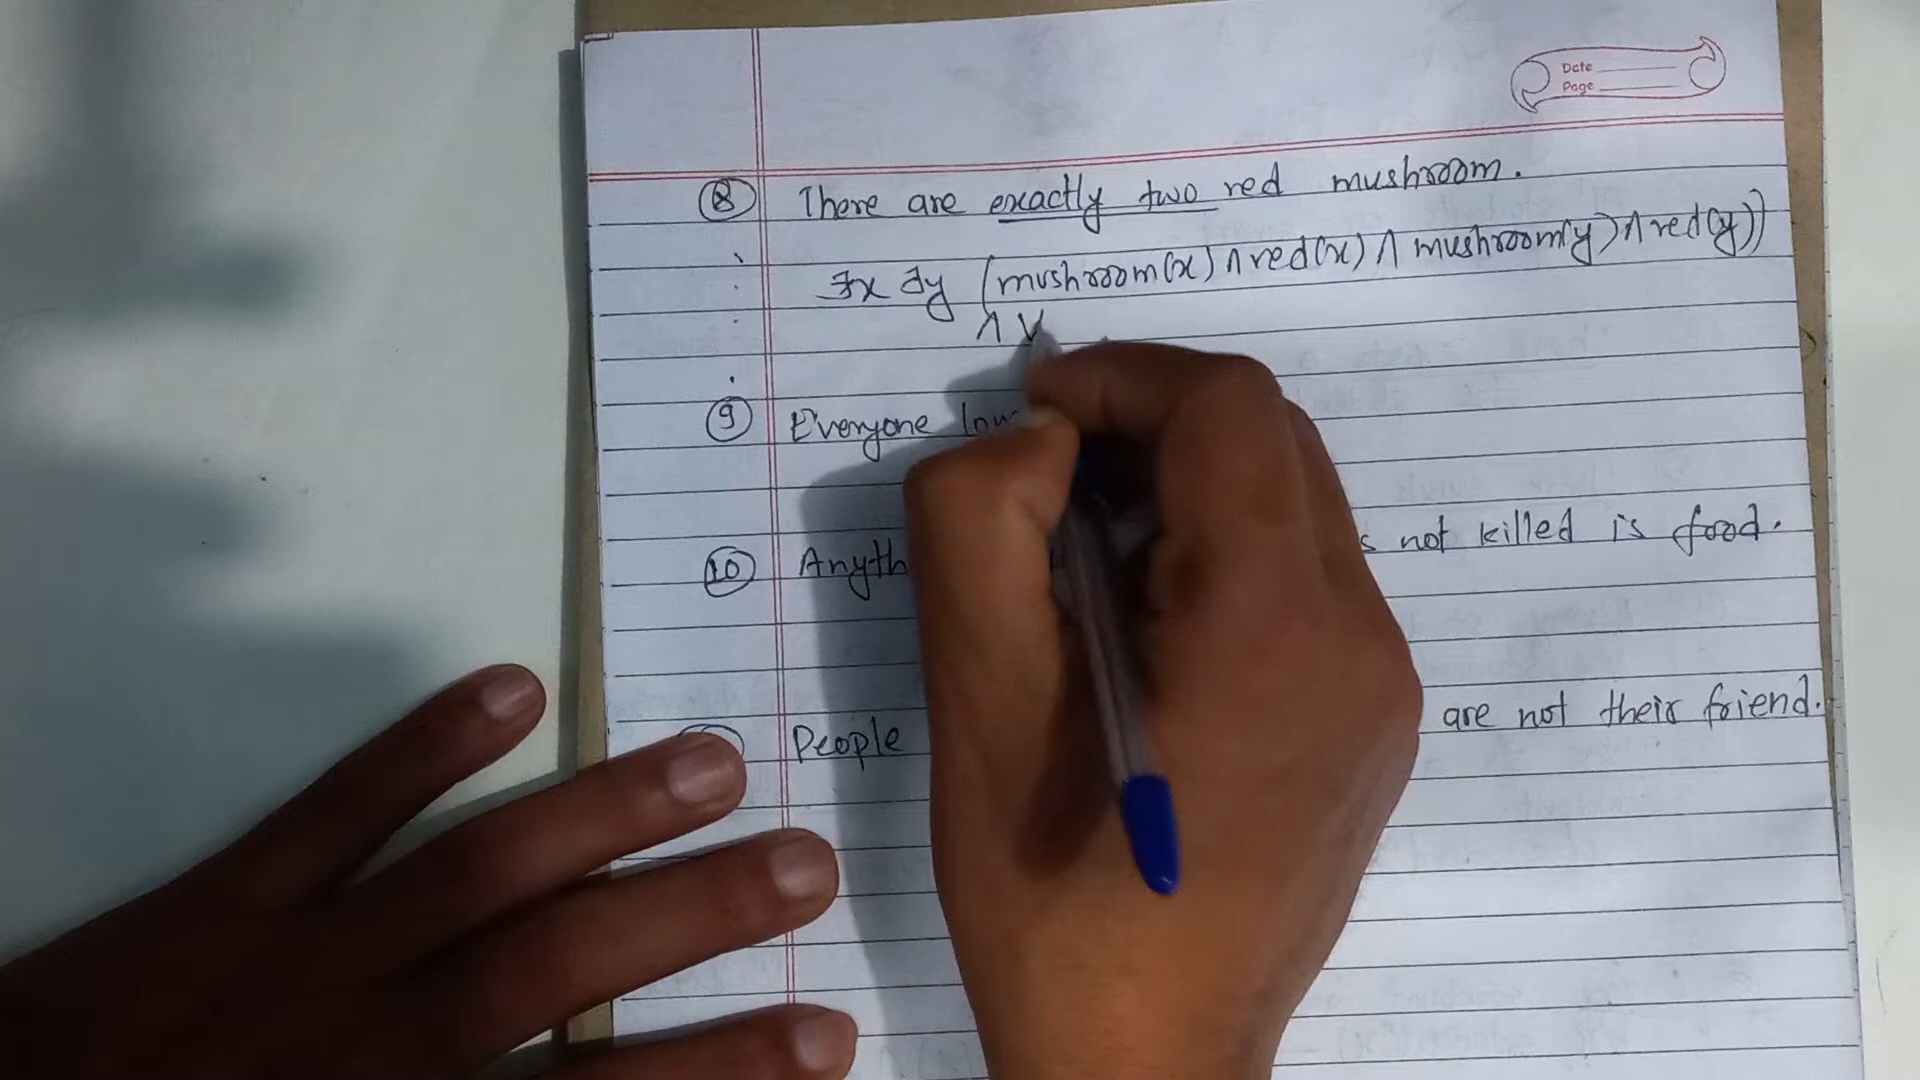 Date
Page
8 There are exactly two red mushroom.
∃x ∃y (mushroom(x) ∧ red(x) ∧ mushroom(y) ∧ red(y))
∧ ∀
9 Everyone
10 s not killed is food.
People are not their friend.